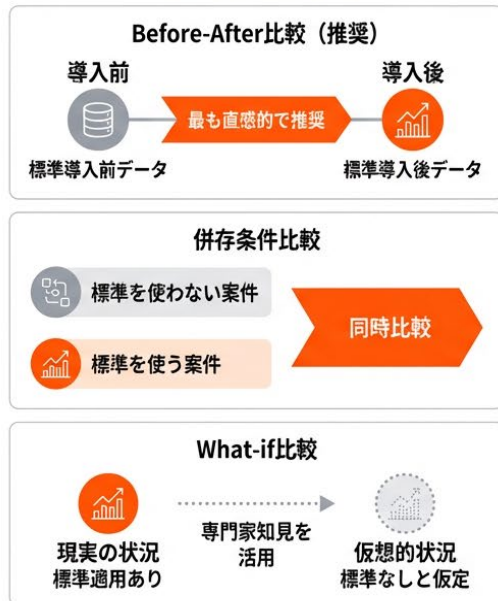 Before-After比較（推奨）
導入前
最も直感的で推奨
導入後
標準導入前データ
標準導入後データ
併存条件比較
標準を使わない案件
標準を使う案件
同時比較
What-if比較
現実の状況
標準適用あり
専門家知見を
活用
仮想的状況
標準なしと仮定